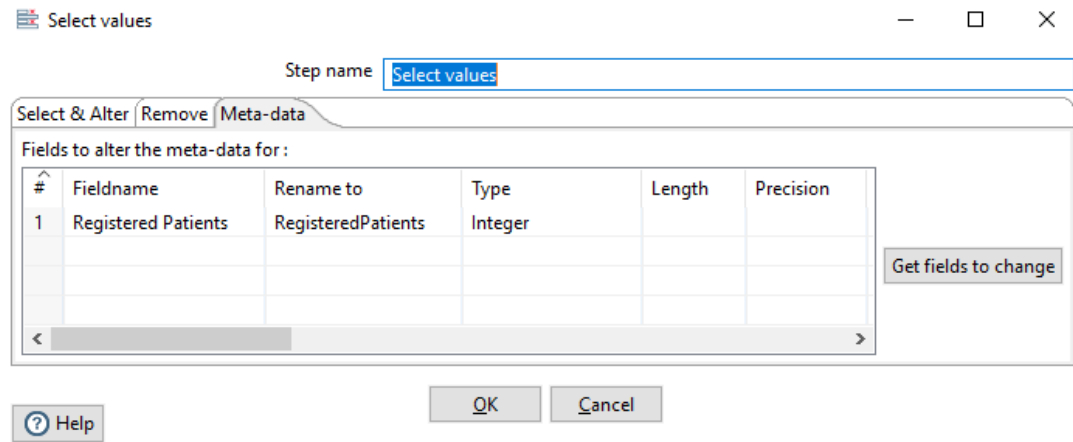 Select values
Step name Select values
Select & Alter Remove Meta-data
Fields to alter the meta-data for :
# Fieldname Rename to Type Length Precision
1 Registered Patients RegisteredPatients Integer
Get fields to change
OK Cancel
? Help